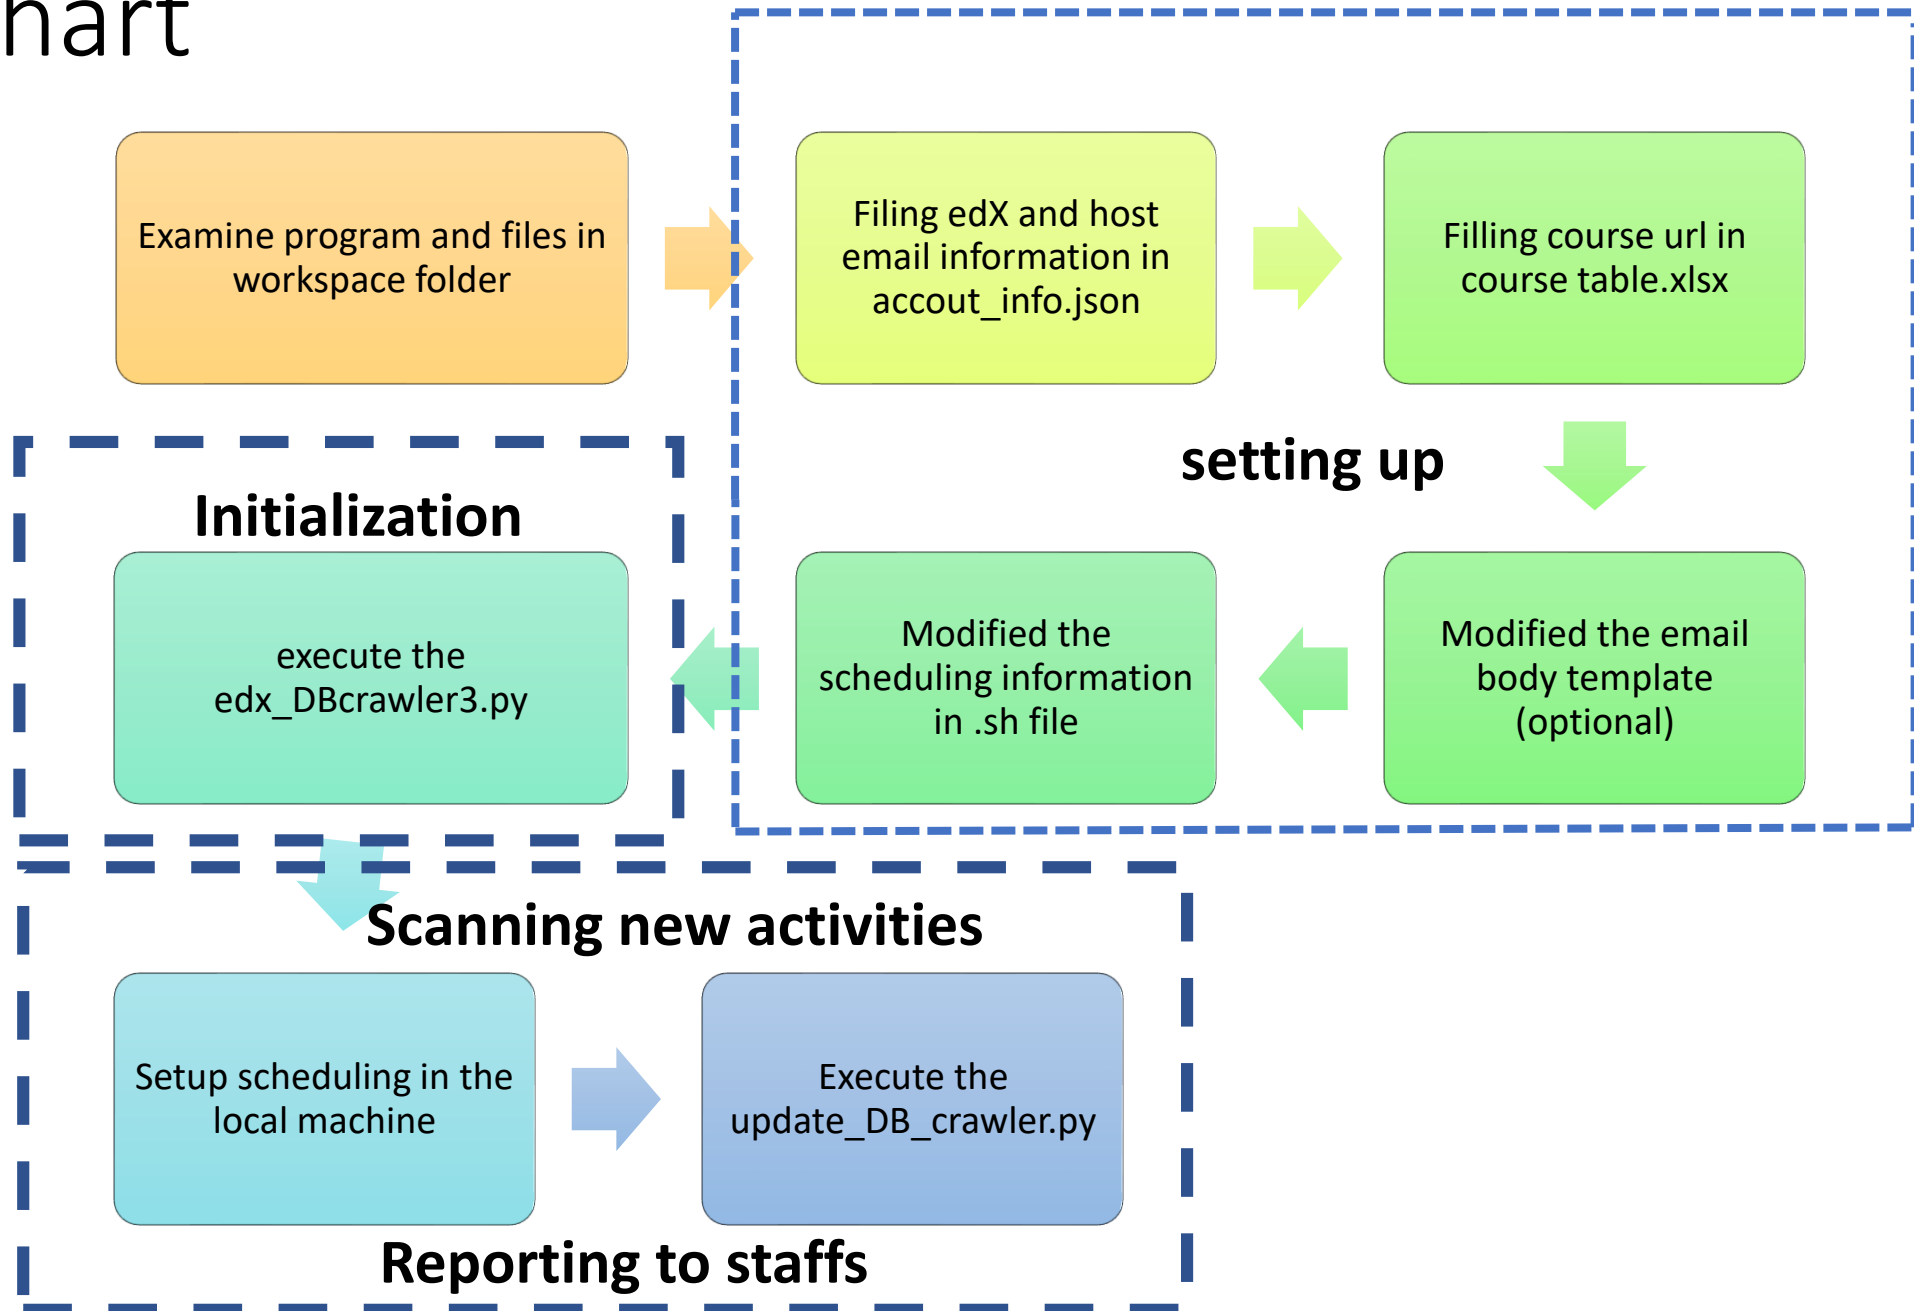 hart
Examine program and files in
workspace folder
Filing edX and host
email information in
accout_info.json
Filling course url in
course table.xlsx
setting up
Modified the email
body template
(optional)
Modified the
scheduling information
in .sh file
Initialization
execute the
edx_DBcrawler3.py
Scanning new activities
Setup scheduling in the
local machine
Execute the
update_DB_crawler.py
Reporting to staffs